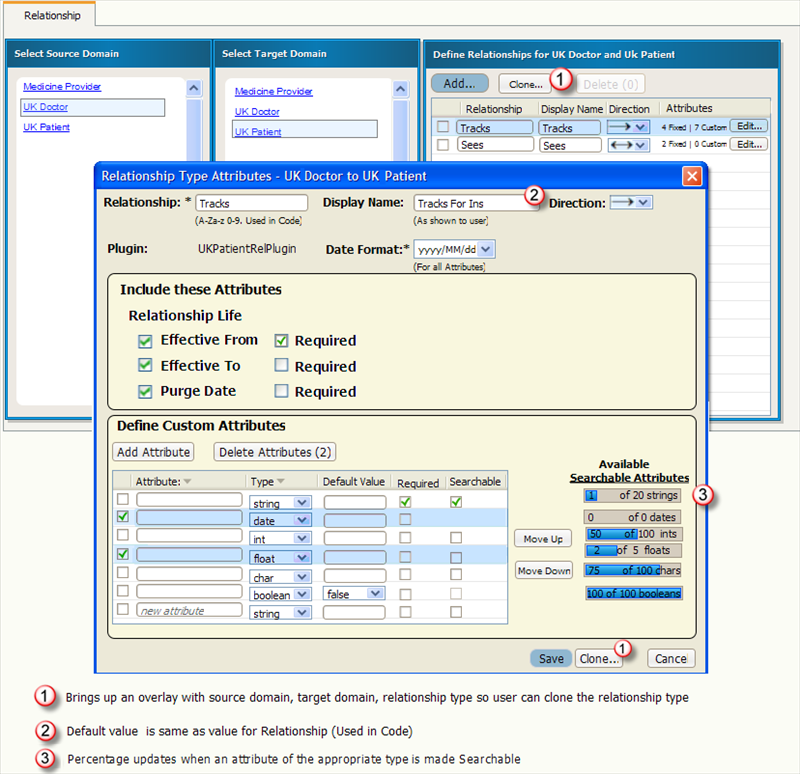 Relationship
Select Source Domain
Medicine Provider
UK Doctor
UK Patient
Select Target Domain
Medicine Provider
UK Doctor
UK Patient
Define Relationships for UK Doctor and Uk Patient
Add... Clone... 1 Delete (0)
Relationship Display Name Direction Attributes
Tracks Tracks 4 Fixed | 7 Custom Edit...
Sees Sees 2 Fixed | 0 Custom Edit...
Relationship Type Attributes - UK Doctor to UK Patient
Relationship: * Tracks Display Name: Tracks For Ins 2 Direction:
(A-Za-z 0-9. Used in Code) (As shown to user)
Plugin: UKPatientRelPlugin Date Format:* yyyy/MM/dd
(For all Attributes)
Include these Attributes
Relationship Life
Effective From Required
Effective To Required
Purge Date Required
Define Custom Attributes
Add Attribute Delete Attributes (2)
Attribute: Type Default Value Required Searchable
string
date
int
float
char
boolean false
new attribute string
Move Up
Move Down
Available
Searchable Attributes
1 of 20 strings 3
0 of 0 dates
50 of 100 ints
2 of 5 floats
75 of 100 chars
100 of 100 booleans
Save Clone... 1 Cance
1 Brings up an overlay with source domain, target domain, relationship type so user can clone the relationship type
2 Default value is same as value for Relationship (Used in Code)
3 Percentage updates when an attribute of the appropriate type is made Searchable